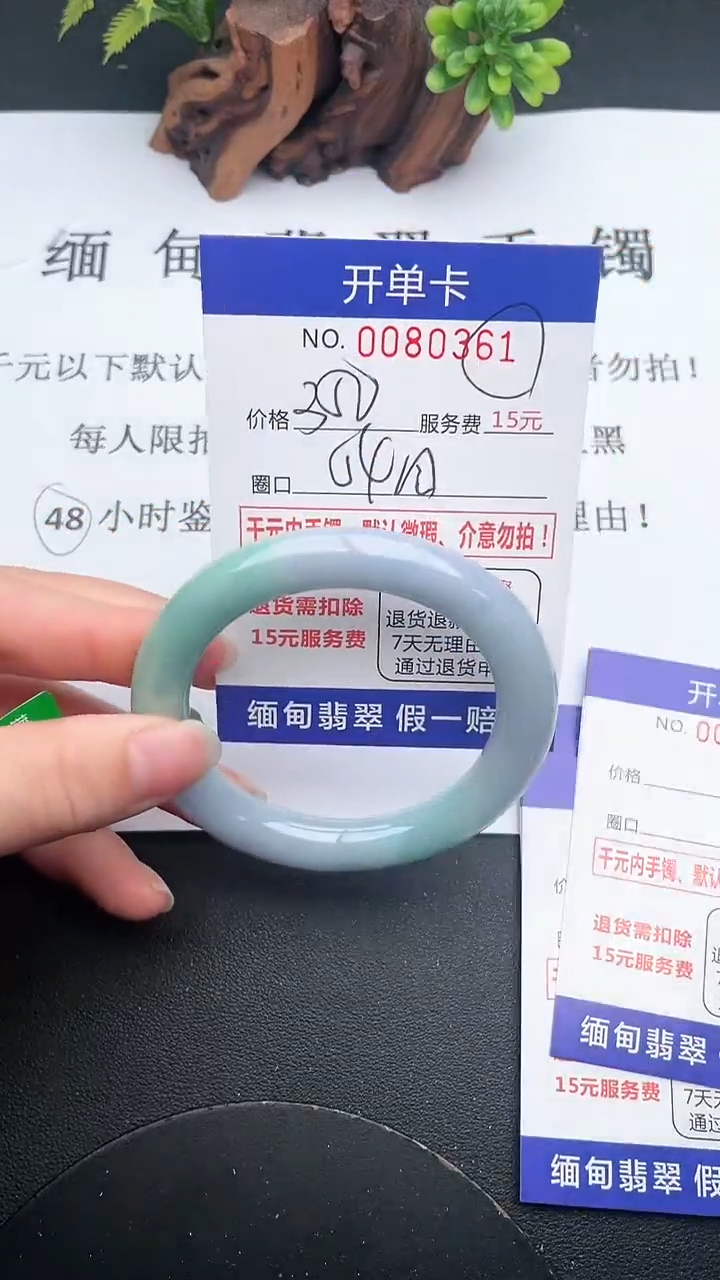 缅甸翡翠手镯
开单卡
NO. 0080361
千元以下默认
者勿拍！
价格
服务费 15元
每人限拍
黑
圈口
48小时鉴
理由！
千元内手镯、默认微瑕、介意勿拍！
退货需扣除
15元服务费
退货退
7天无理由
通过退货申
缅甸翡翠 假一赔
开
NO. 00
价格
圈口
千元内手镯、默认
退货需扣除
15元服务费
缅甸翡翠
15元服务费
7天无
通过
缅甸翡翠 假